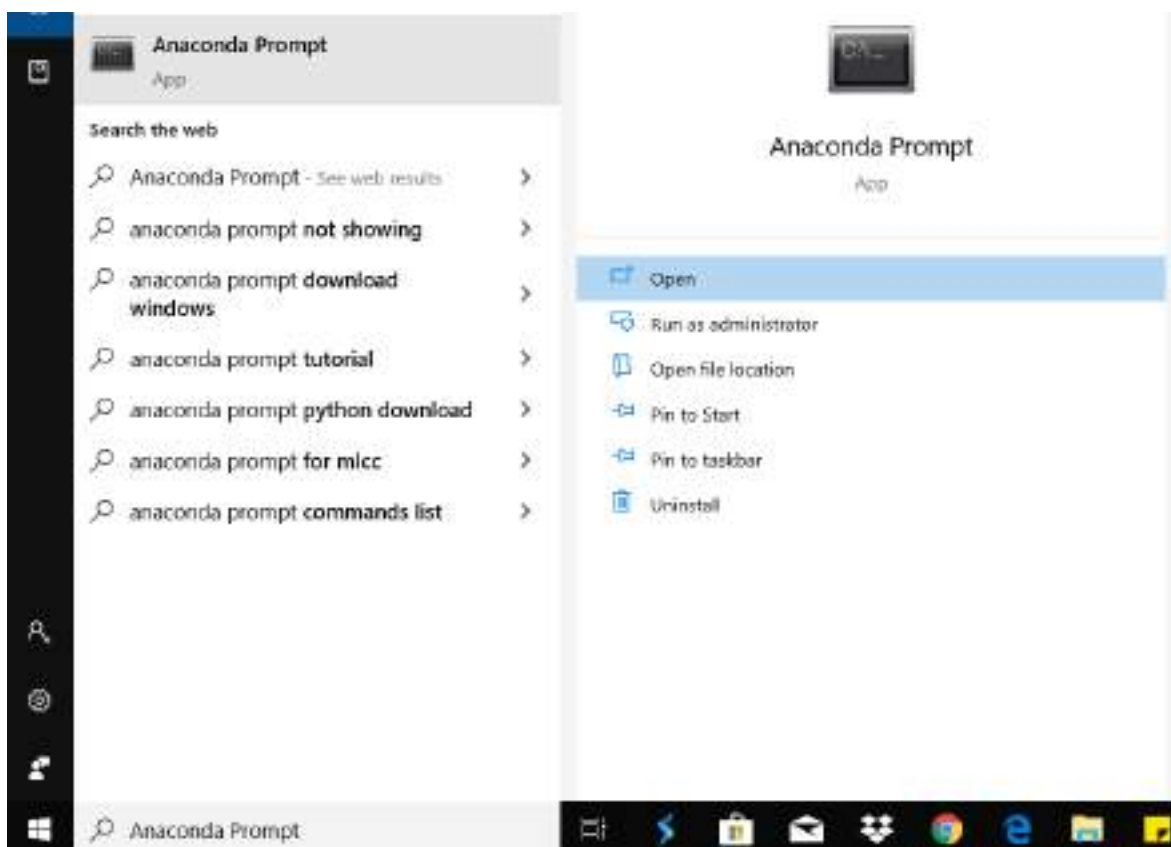 Anaconda Prompt
App
Search the web
Anaconda Prompt - See web results
anaconda prompt not showing
anaconda prompt download
windows
anaconda prompt tutorial
anaconda prompt python download
anaconda prompt for micc
anaconda prompt commands list
Anaconda Prompt
Anaconda Prompt
App
Open
Run as administrator
Open file location
Pin to Start
Pin to taskbar
Uninstall